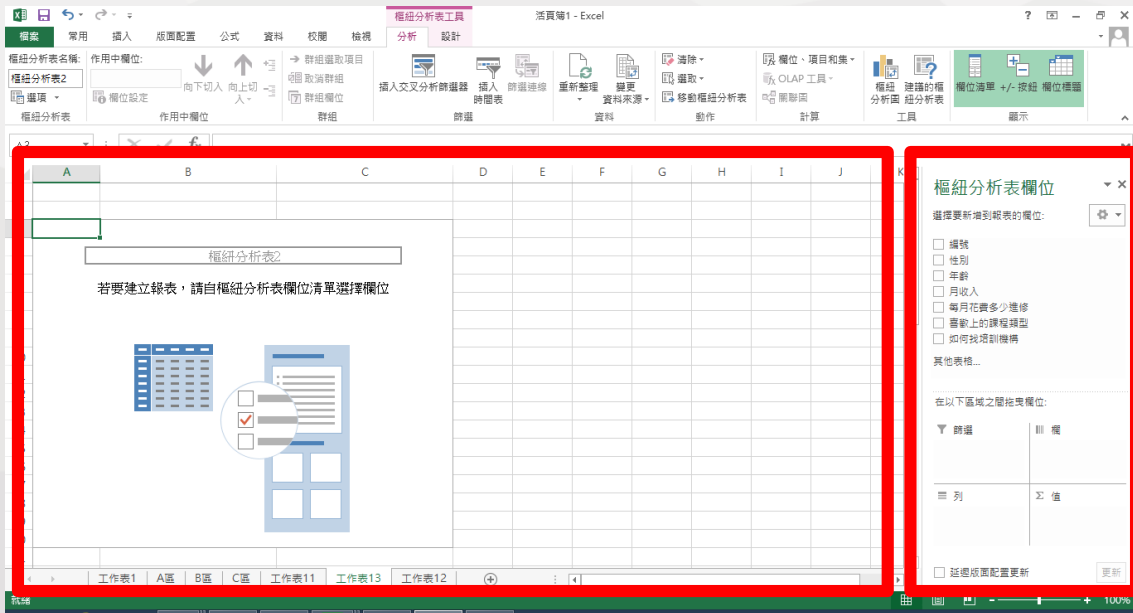 活頁簿1 - Excel
樞紐分析表工具
檔案 常用 插入 版面配置 公式 資料 校閱 檢視 分析 設計
樞紐分析表名稱:
樞紐分析表2
選項
樞紐分析表
作用中欄位:
欄位設定
向下切入 向上切入
作用中欄位
群組選取項目
取消群組
群組欄位
群組
插入交叉分析篩選器 插入時間表 篩選連線
篩選
重新整理 變更資料來源
資料
清除
選取
移動樞紐分析表
動作
欄位、項目和集
OLAP 工具
關聯圖
計算
樞紐分析圖 建議的樞紐分析表
工具
欄位清單 +/- 按鈕 欄位標題
顯示
A B C D E F G H I J K
樞紐分析表2
若要建立報表，請自樞紐分析表欄位清單選擇欄位
樞紐分析表欄位
選擇要新增到報表的欄位:
編號
性別
年齡
月收入
每月花費多少進修
喜歡上的課程類型
如何找培訓機構
其他表格...
在以下區域之間拖曳欄位:
篩選 欄
列 Σ 值
延遲版面配置更新 更新
工作表1 A區 B區 C區 工作表11 工作表13 工作表12
就緒
100%